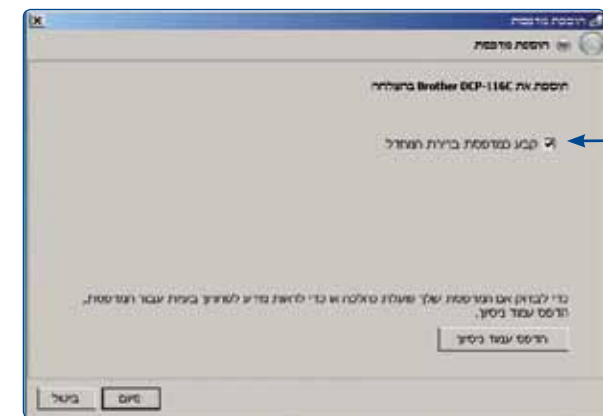 הוספת מדפסת
הוספת מדפסת
הוספת את Brother DCP-116C בהצלחה
קבע כמדפסת ברירת המחדל
כדי לבדוק אם המדפסת שלך פועלת כהלכה או כדי לראות מידע לפתרון בעיות עבור המדפסת,
הדפס עמוד ניסיון.
הדפס עמוד ניסיון
סיום
ביטול